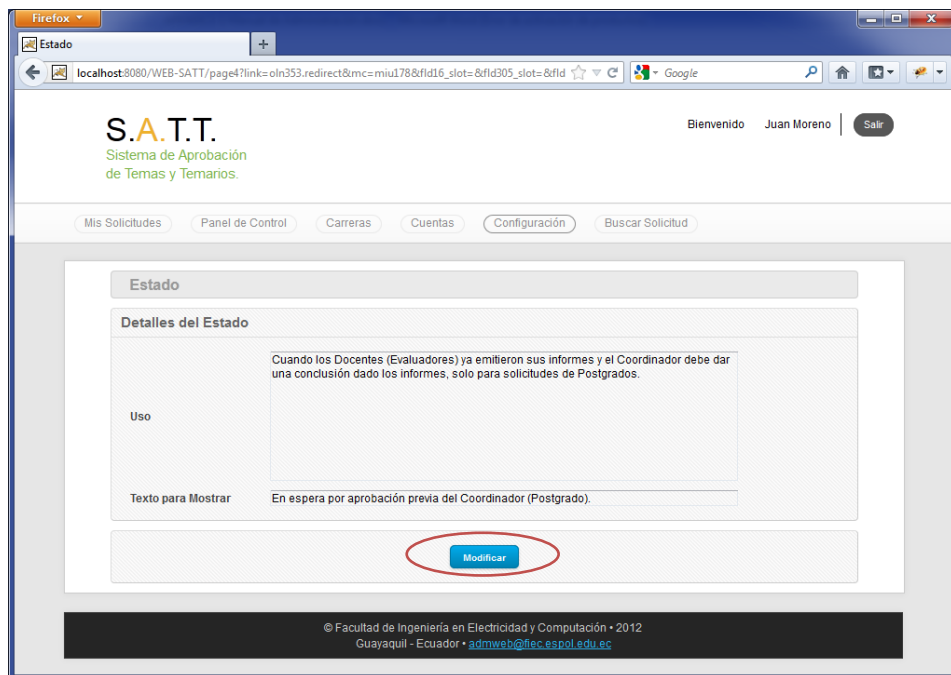 Firefox
Estado
localhost:8080/WEB-SATT/page4?link=oln353.redirect&mc=miu178&fld16_slot=&fld305_slot=&fld
Google
S.A.T.T.
Sistema de Aprobación
de Temas y Temarios.
Bienvenido Juan Moreno Salir
Mis Solicitudes Panel de Control Carreras Cuentas Configuración Buscar Solicitud
Estado
Detalles del Estado
Uso
Cuando los Docentes (Evaluadores) ya emitieron sus informes y el Coordinador debe dar
una conclusión dado los informes, solo para solicitudes de Postgrados.
Texto para Mostrar En espera por aprobación previa del Coordinador (Postgrado).
Modificar
© Facultad de Ingeniería en Electricidad y Computación • 2012
Guayaquil - Ecuador • admweb@fiec.espol.edu.ec